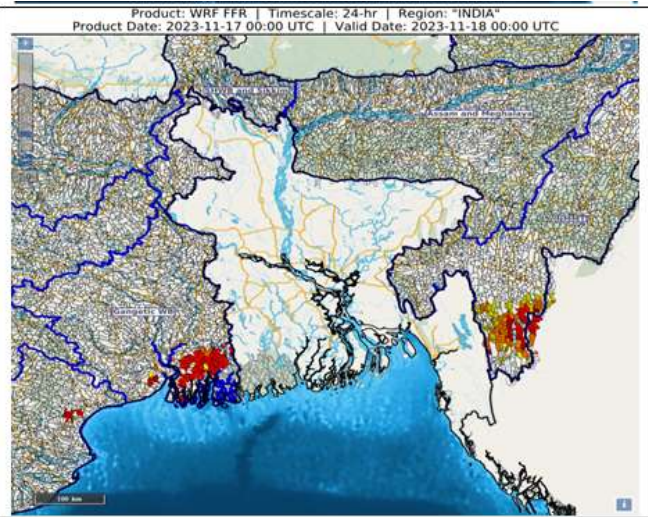 Product: WRF FFR | Timescale: 24-hr | Region: "INDIA"
Product Date: 2023-11-17 00:00 UTC | Valid Date: 2023-11-18 00:00 UTC
SHWB and Sikkim
Assam and Meghalaya
Gangetic WB
100 km